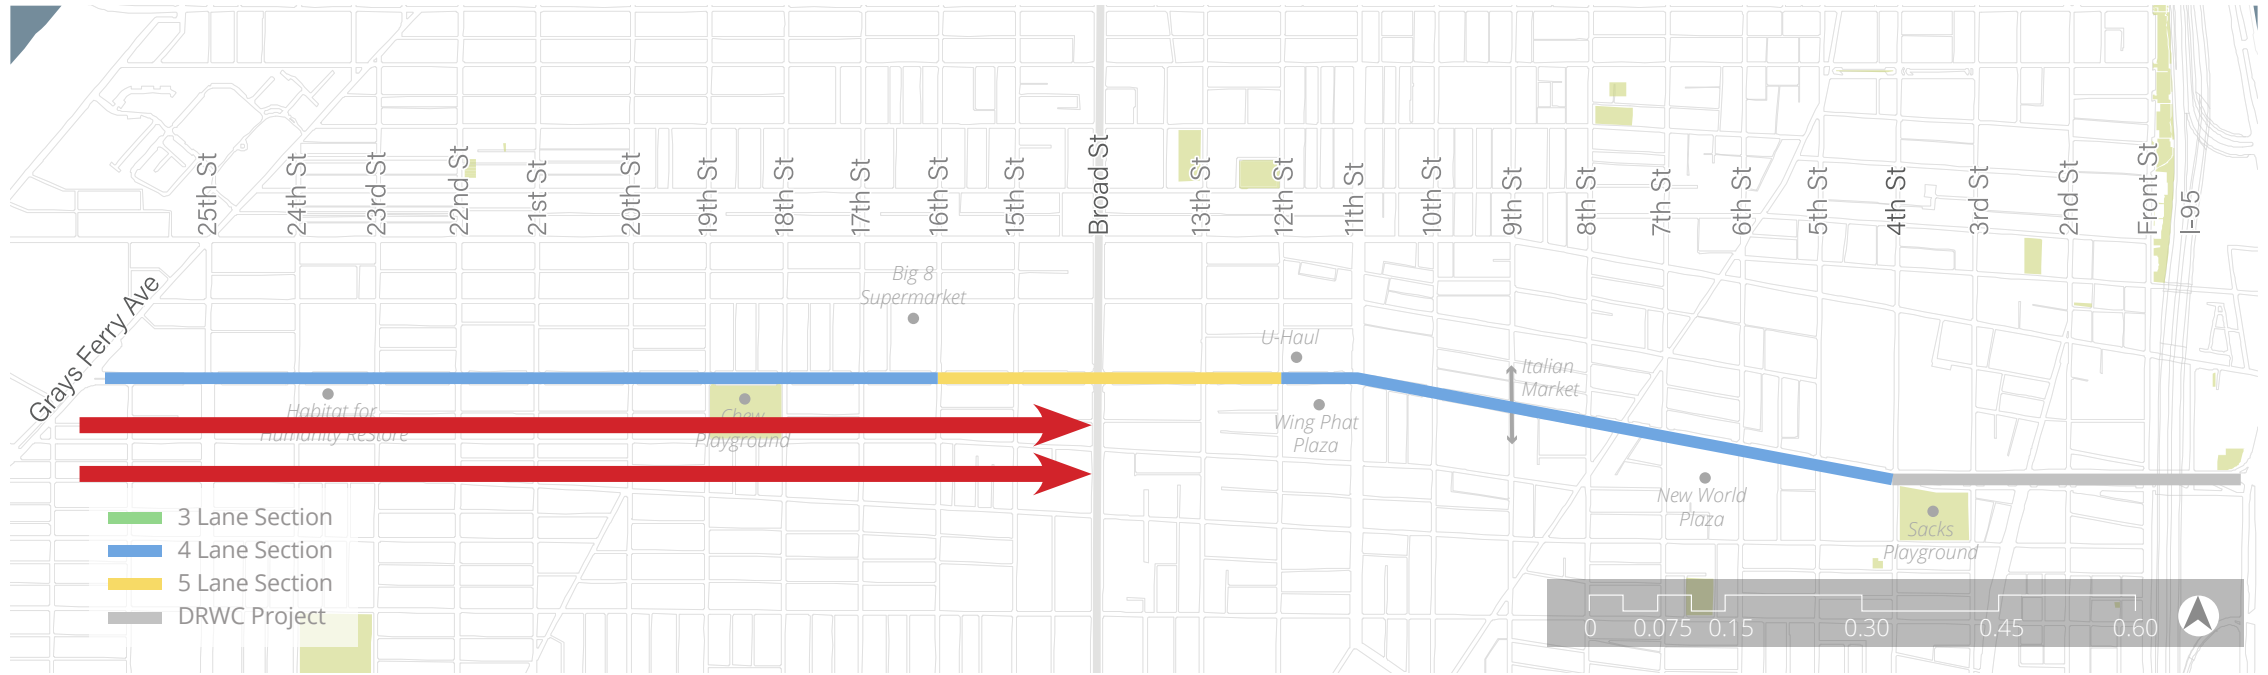 25th St
24th St
23rd St
22nd St
21st St
20th St
19th St
18th St
17th St
16th St
15th St
Broad St
13th St
12th St
11th St
10th St
9th St
8th St
7th St
6th St
5th St
4th St
3rd St
2nd St
Front St
I-95
Grays Ferry Ave
Big 8
Supermarket
U-Haul
Italian
Market
Habitat for
Humanity ReStore
Chew
Playground
Wing Phat
Plaza
New World
Plaza
Sacks
Playground
3 Lane Section
4 Lane Section
5 Lane Section
DRWC Project
0 0.075 0.15 0.30 0.45 0.60